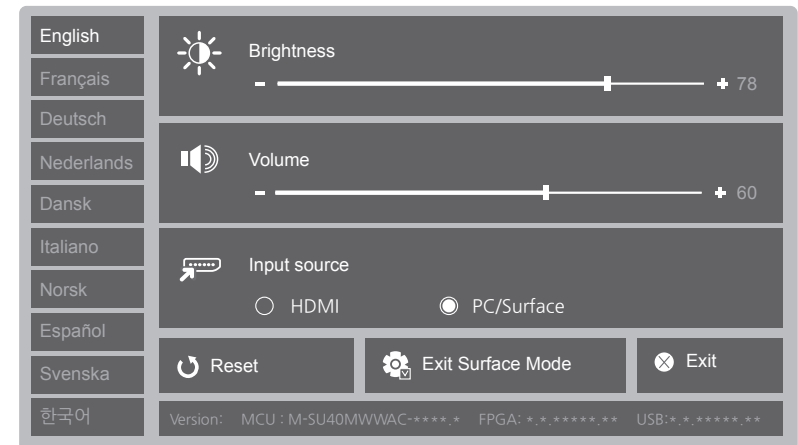 English
Français
Deutsch
Nederlands
Dansk
Italiano
Norsk
Español
Svenska
한국어
Brightness
- + 78
Volume
- + 60
Input source
HDMI PC/Surface
Reset Exit Surface Mode Exit
Version: MCU : M-SU40MWWAC-****.* FPGA: *.*.*****.** USB:*.*.*****.**